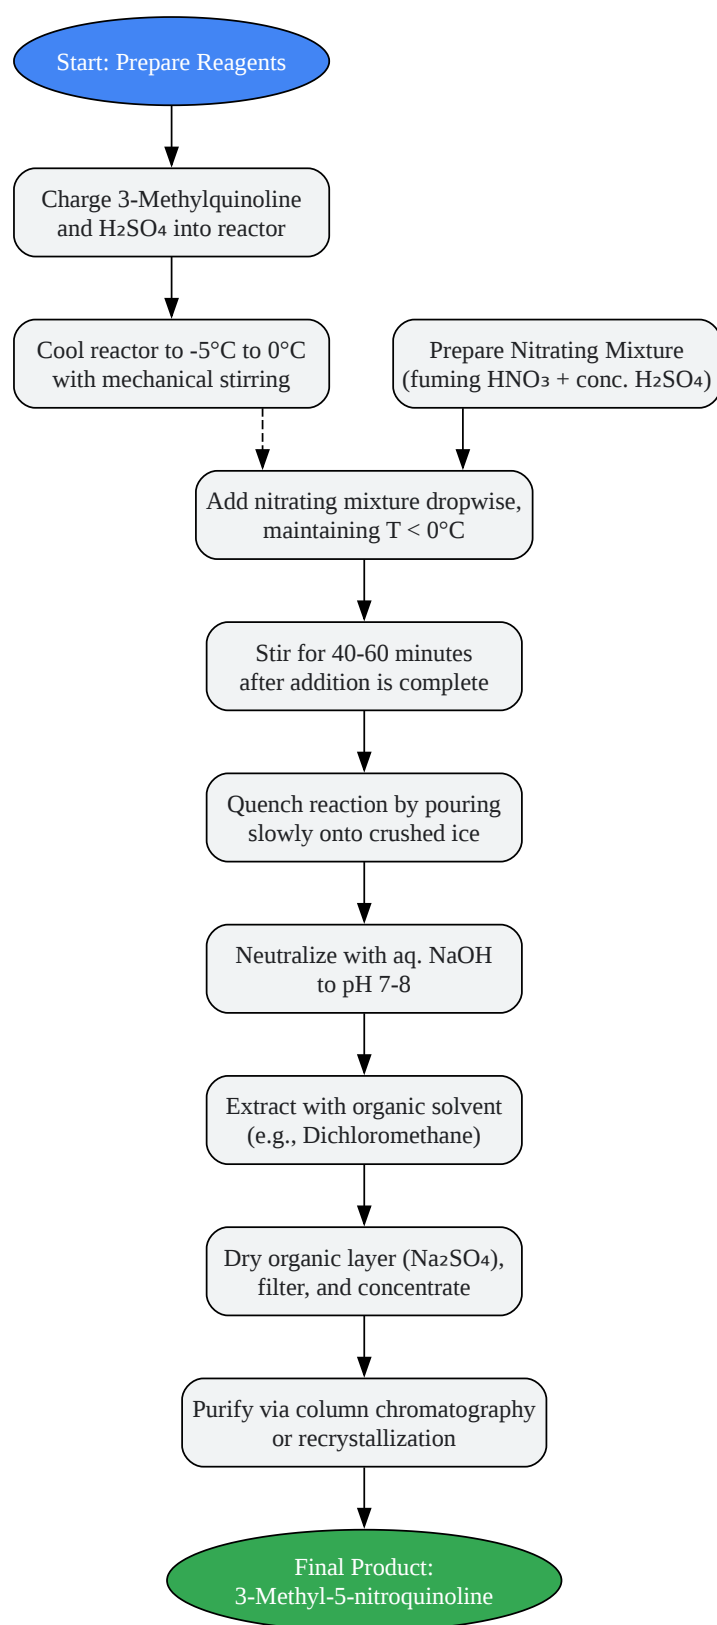 Start: Prepare Reagents
Charge 3-Methylquinoline
and H₂SO₄ into reactor
Cool reactor to -5°C to 0°C
with mechanical stirring
Prepare Nitrating Mixture
(fuming HNO₃ + conc. H₂SO₄)
Add nitrating mixture dropwise,
maintaining T < 0°C
Stir for 40-60 minutes
after addition is complete
Quench reaction by pouring
slowly onto crushed ice
Neutralize with aq. NaOH
to pH 7-8
Extract with organic solvent
(e.g., Dichloromethane)
Dry organic layer (Na₂SO₄),
filter, and concentrate
Purify via column chromatography
or recrystallization
Final Product:
3-Methyl-5-nitroquinoline